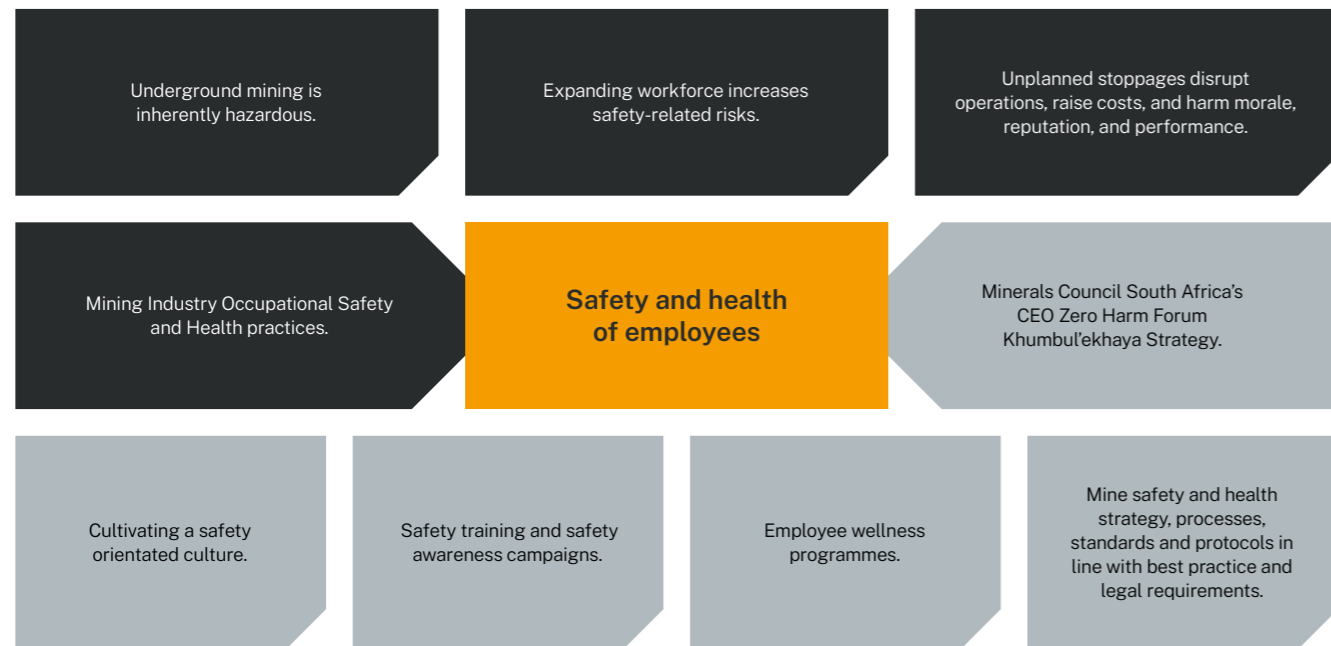 Underground mining is
inherently hazardous.
Expanding workforce increases
safety-related risks.
Unplanned stoppages disrupt
operations, raise costs, and harm morale,
reputation, and performance.
Mining Industry Occupational Safety
and Health practices.
Safety and health
of employees
Minerals Council South Africa’s
CEO Zero Harm Forum
Khumbul’ekhaya Strategy.
Cultivating a safety
orientated culture.
Safety training and safety
awareness campaigns.
Employee wellness
programmes.
Mine safety and health
strategy, processes,
standards and protocols in
line with best practice and
legal requirements.